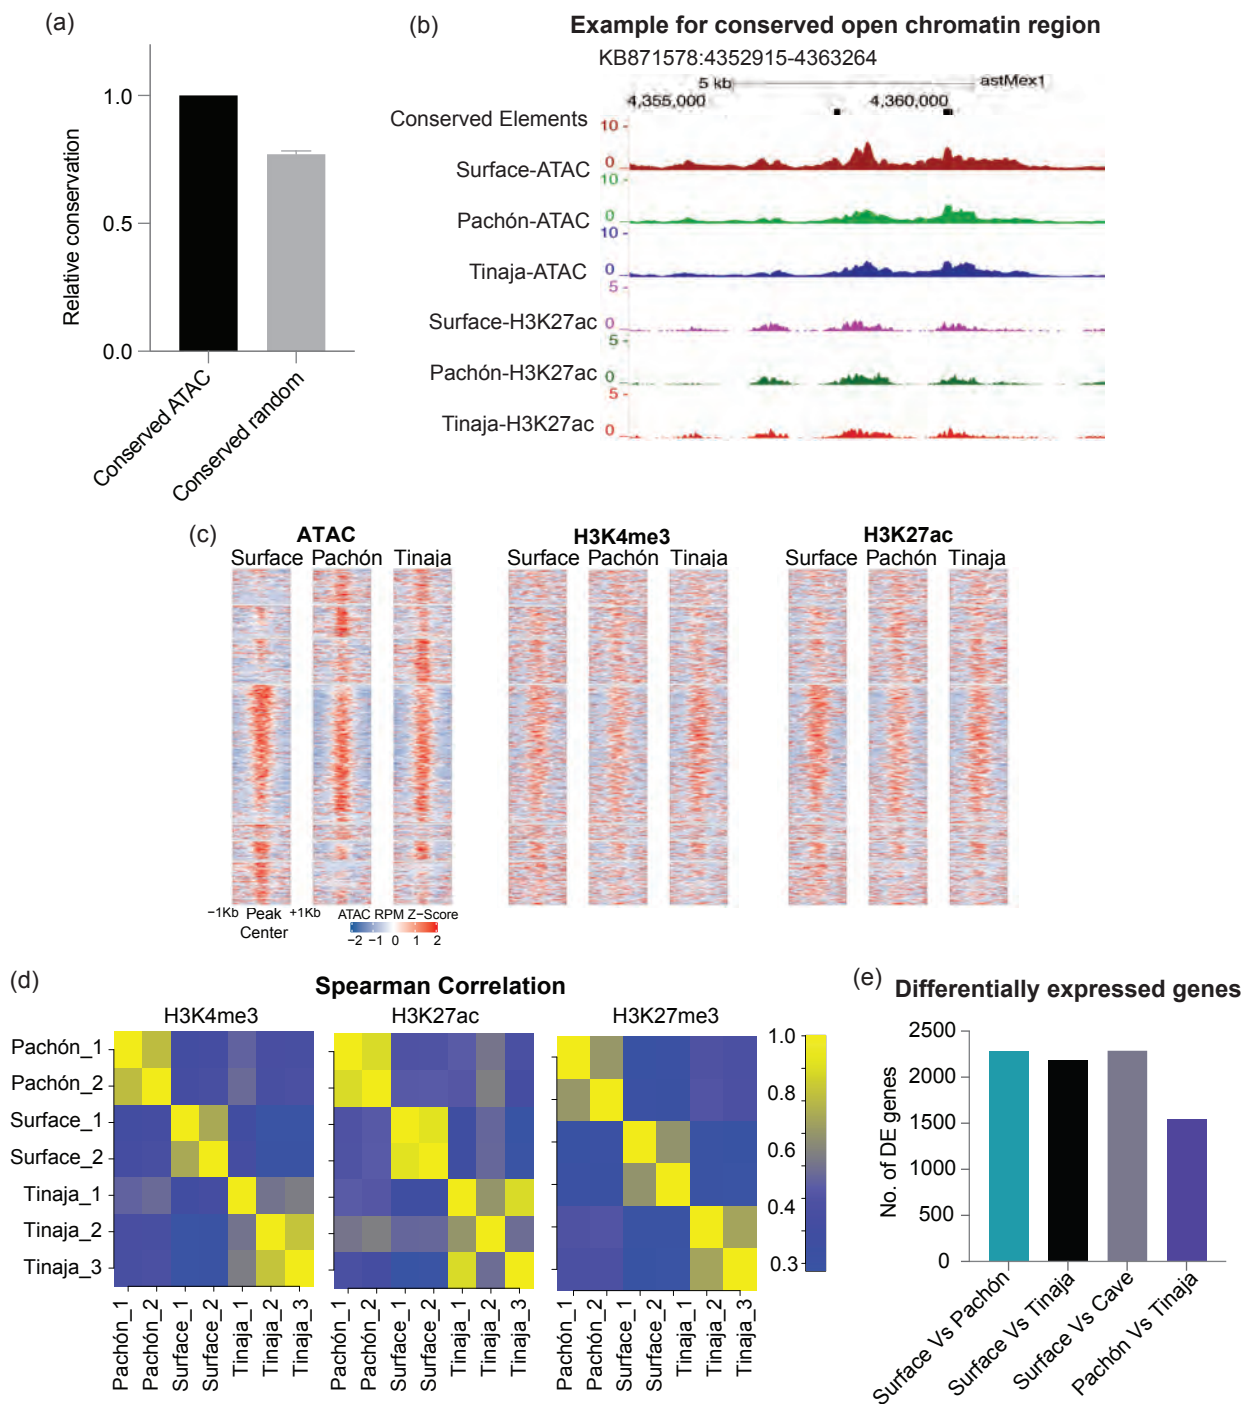 (a)
1.0
0.5
0.0
Relative conservation
Conserved ATAC
Conserved random
(b)
Example for conserved open chromatin region
KB871578:4352915-4363264
5 kb
astMex1
4,355,000
4,360,000
Conserved Elements
10
0
Surface-ATAC
10
0
Pachón-ATAC
10
0
Tinaja-ATAC
5
0
Surface-H3K27ac
5
0
Pachón-H3K27ac
5
0
Tinaja-H3K27ac
(c)
ATAC
H3K4me3
H3K27ac
Surface Pachón Tinaja
Surface Pachón Tinaja
Surface Pachón Tinaja
−1Kb Peak +1Kb
Center
ATAC RPM Z−Score
−2 −1 0 1 2
(d)
Spearman Correlation
H3K4me3
H3K27ac
H3K27me3
Pachón_1
Pachón_2
Surface_1
Surface_2
Tinaja_1
Tinaja_2
Tinaja_3
Pachón_1
Pachón_2
Surface_1
Surface_2
Tinaja_1
Tinaja_2
Tinaja_3
Pachón_1
Pachón_2
Surface_1
Surface_2
Tinaja_1
Tinaja_2
Tinaja_3
Pachón_1
Pachón_2
Surface_1
Surface_2
Tinaja_1
Tinaja_2
Tinaja_3
1.0
0.8
0.6
0.4
0.3
(e)
Differentially expressed genes
2500
2000
1500
1000
500
0
No. of DE genes
Surface Vs Pachón
Surface Vs Tinaja
Surface Vs Cave
Pachón Vs Tinaja